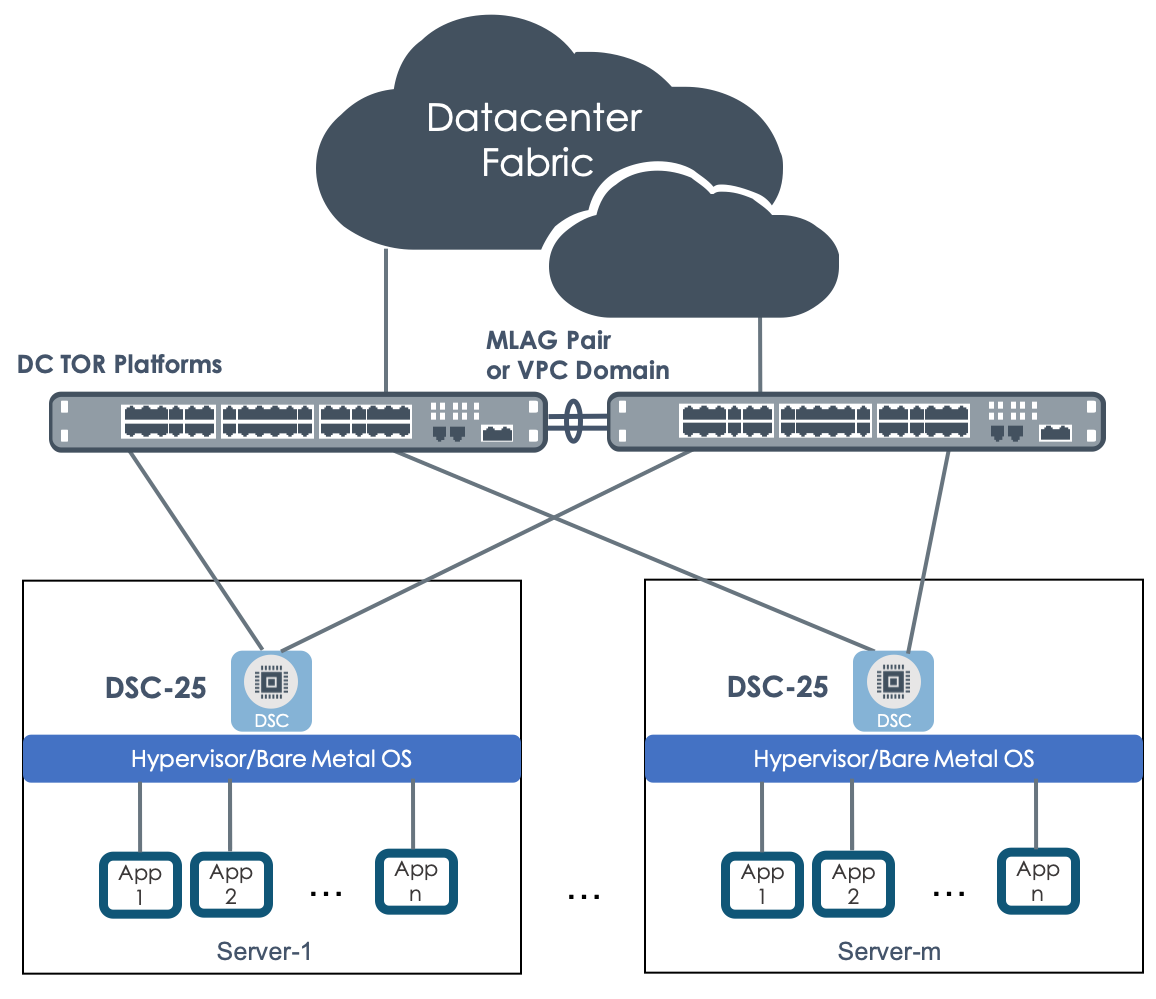 Datacenter
Fabric
MLAG Pair
or VPC Domain
DC TOR Platforms
DSC-25
DSC
Hypervisor/Bare Metal OS
App
1
App
2
...
App
n
Server-1
...
DSC-25
DSC
Hypervisor/Bare Metal OS
App
1
App
2
...
App
n
Server-m